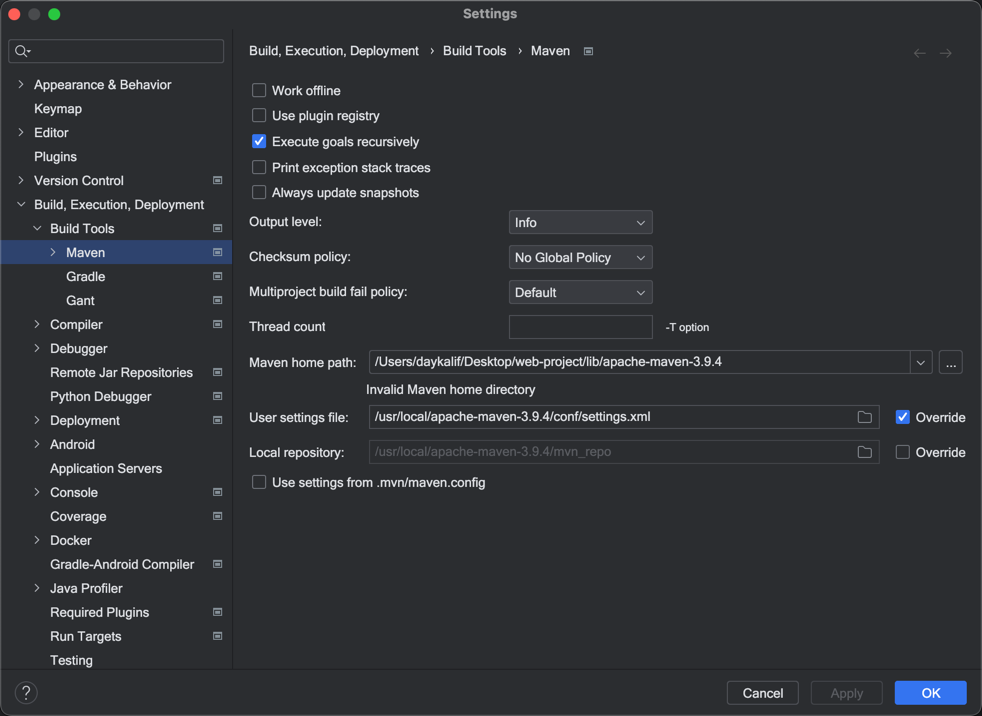 Settings
Appearance & Behavior
Keymap
Editor
Plugins
Version Control
Build, Execution, Deployment
Build Tools
Maven
Gradle
Gant
Compiler
Debugger
Remote Jar Repositories
Python Debugger
Deployment
Android
Application Servers
Console
Coverage
Docker
Gradle-Android Compiler
Java Profiler
Required Plugins
Run Targets
Testing
Build, Execution, Deployment › Build Tools › Maven
Work offline
Use plugin registry
Execute goals recursively
Print exception stack traces
Always update snapshots
Output level: Info
Checksum policy: No Global Policy
Multiproject build fail policy: Default
Thread count -T option
Maven home path: /Users/daykalif/Desktop/web-project/lib/apache-maven-3.9.4 ...
Invalid Maven home directory
User settings file: /usr/local/apache-maven-3.9.4/conf/settings.xml Override
Local repository: /usr/local/apache-maven-3.9.4/mvn_repo Override
Use settings from .mvn/maven.config
? Cancel Apply OK